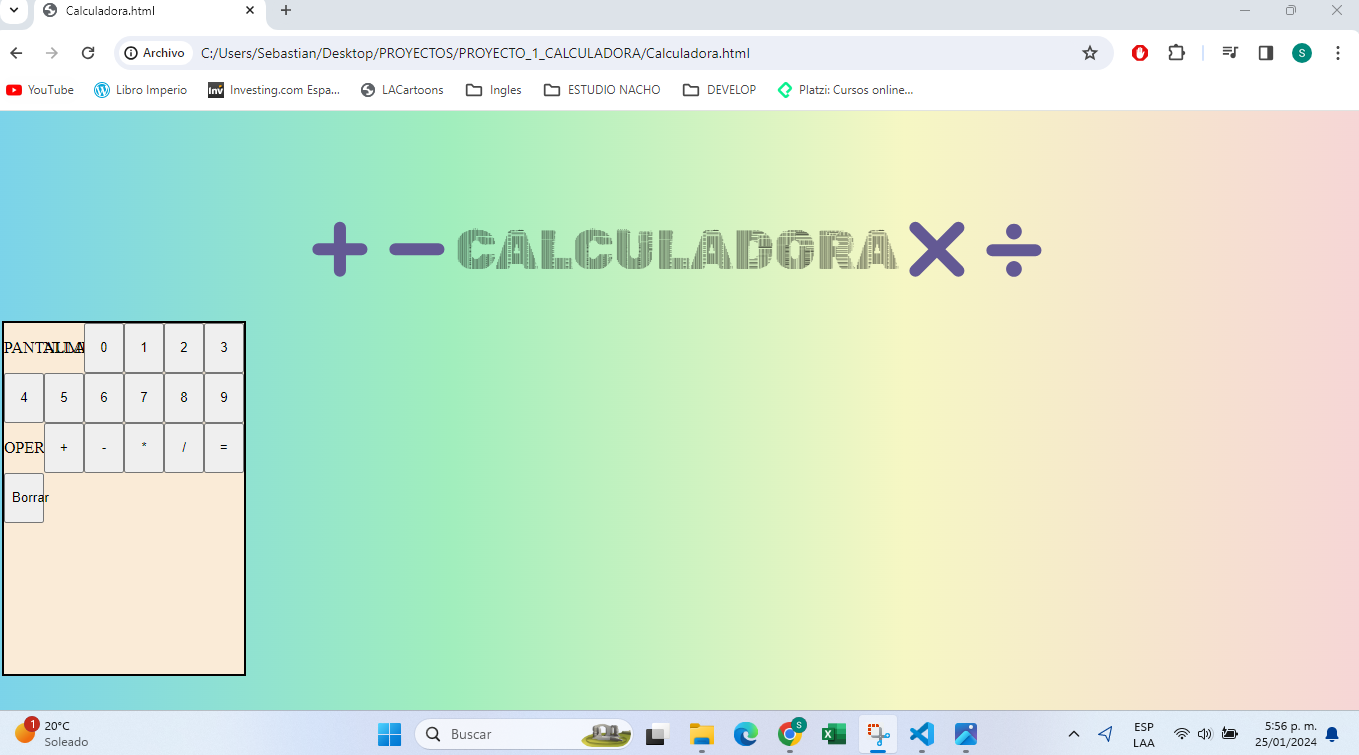 Calculadora.html
Archivo C:/Users/Sebastian/Desktop/PROYECTOS/PROYECTO_1_CALCULADORA/Calculadora.html S
YouTube Libro Imperio Inv Investing.com Espa... LACartoons Ingles ESTUDIO NACHO DEVELOP Platzi: Cursos online...
+ - CALCULADORA × ÷
0 1 2 3
4 5 6 7 8 9
OPER + - * / =
Borrar
1 20°C
Soleado
Buscar
S
ESP
LAA
5:56 p. m.
25/01/2024